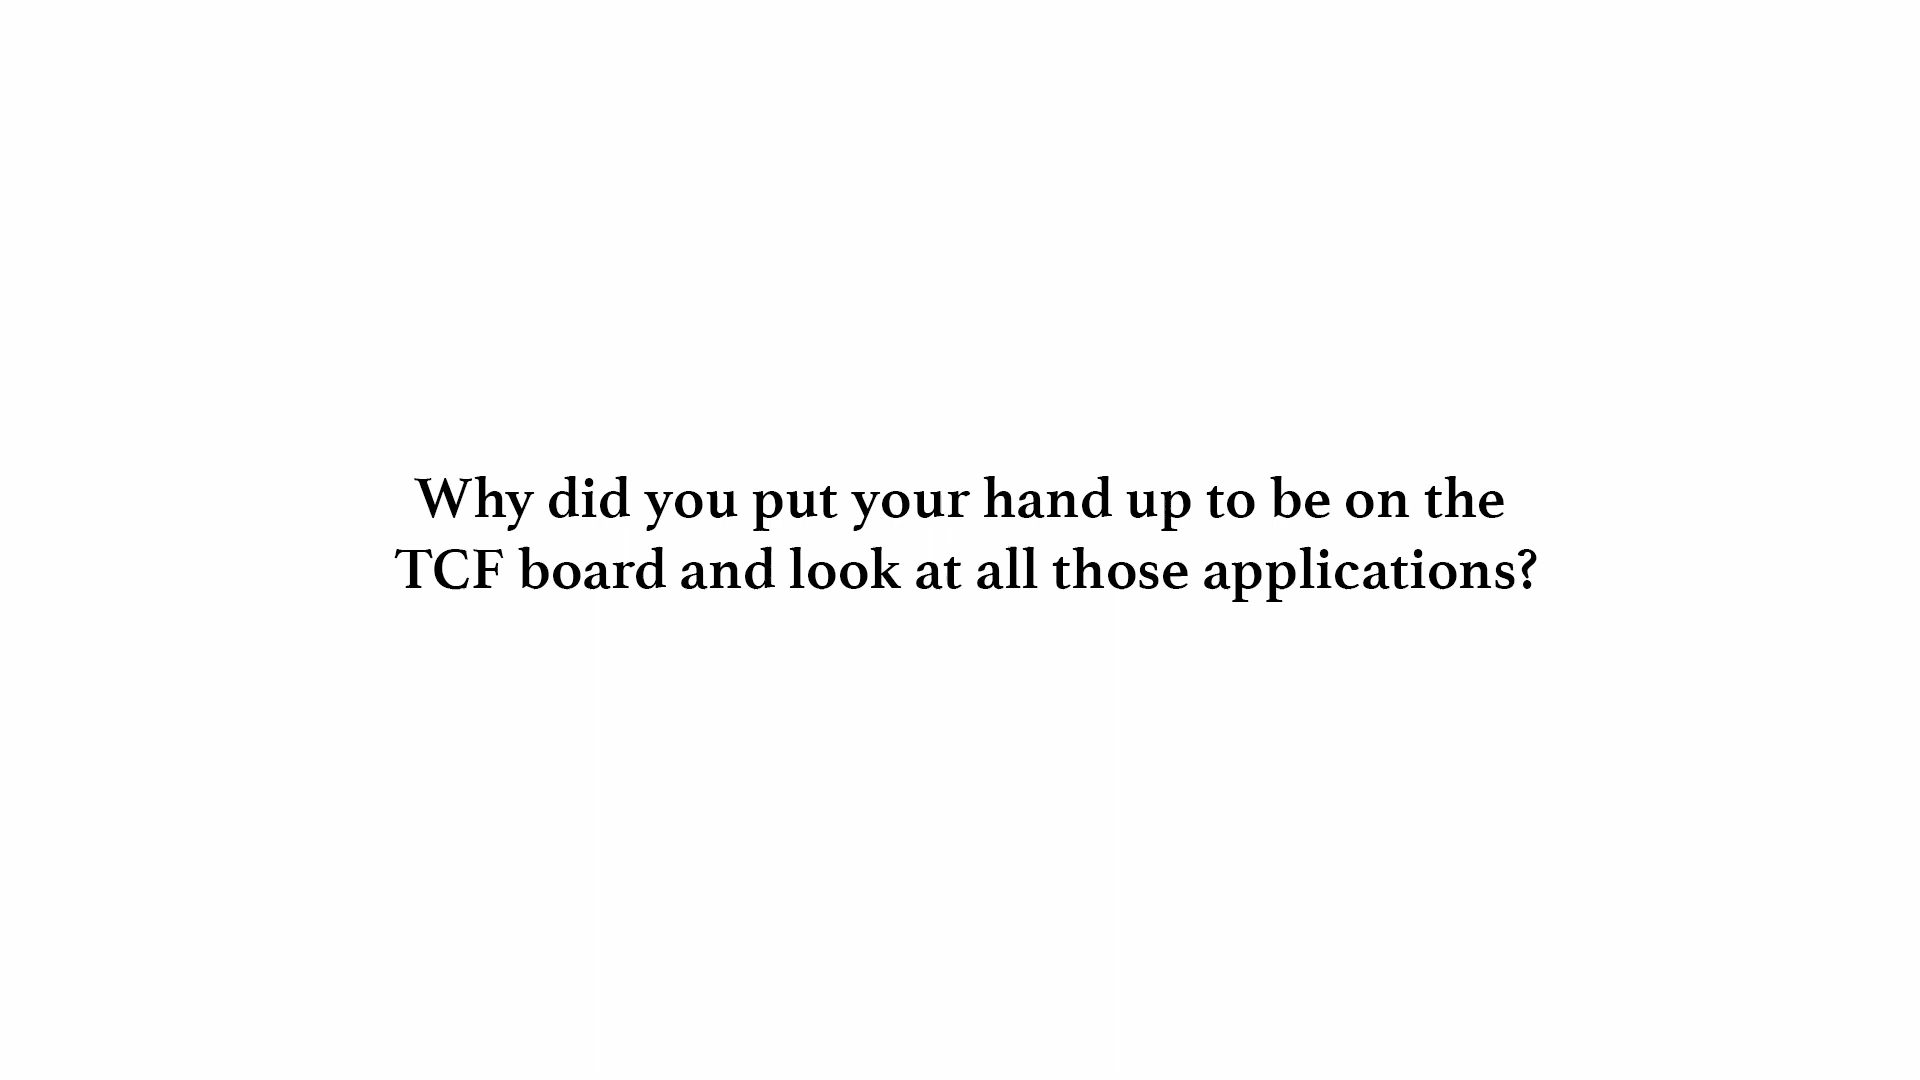 Why did you put your hand up to be on the
TCF board and look at all those applications?